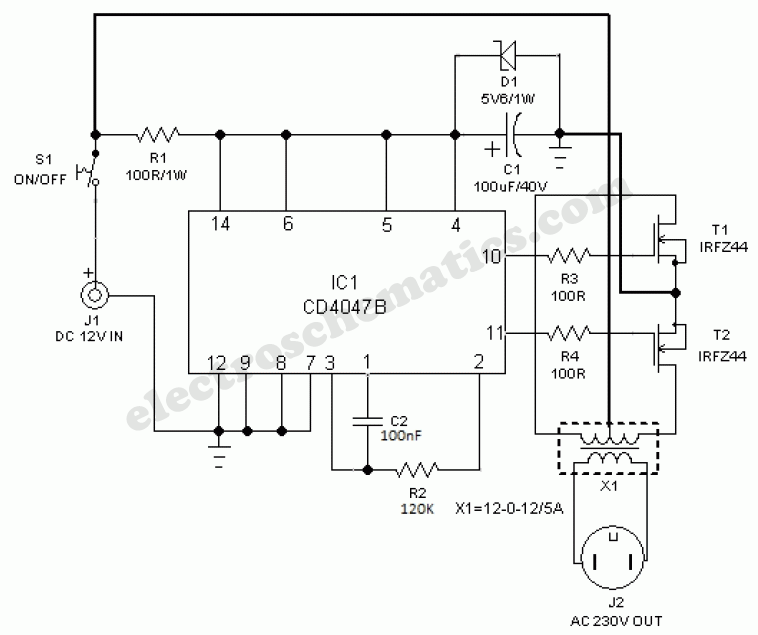 D1
5V6/1W
S1
ON/OFF
R1
100R/1W
+
C1
100uF/40V
14
6
5
4
T1
IRFZ44
10
R3
100R
IC1
CD4047B
+
J1
DC 12V IN
11
R4
100R
T2
IRFZ44
12
9
8
7
3
1
2
C2
100nF
R2
120K
X1
X1=12-0-12/5A
J2
AC 230V OUT
electroschematics.com